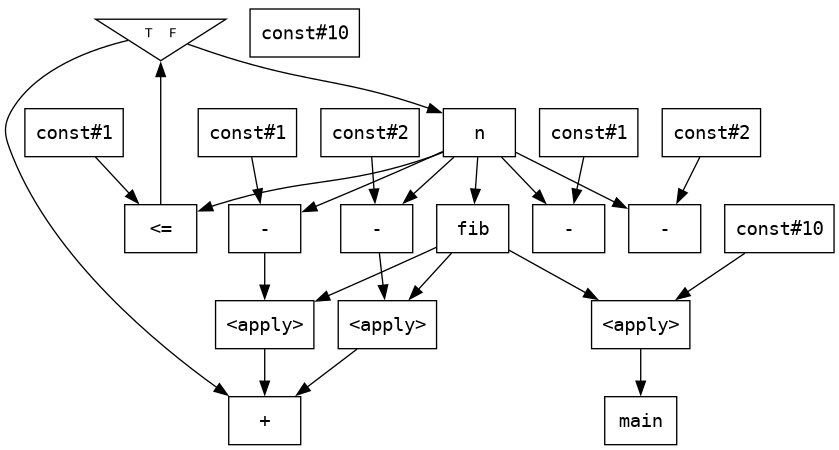 T F
const#10
const#1
const#1
const#2
n
const#1
const#2
<=
-
-
fib
-
-
const#10
<apply>
<apply>
<apply>
+
main